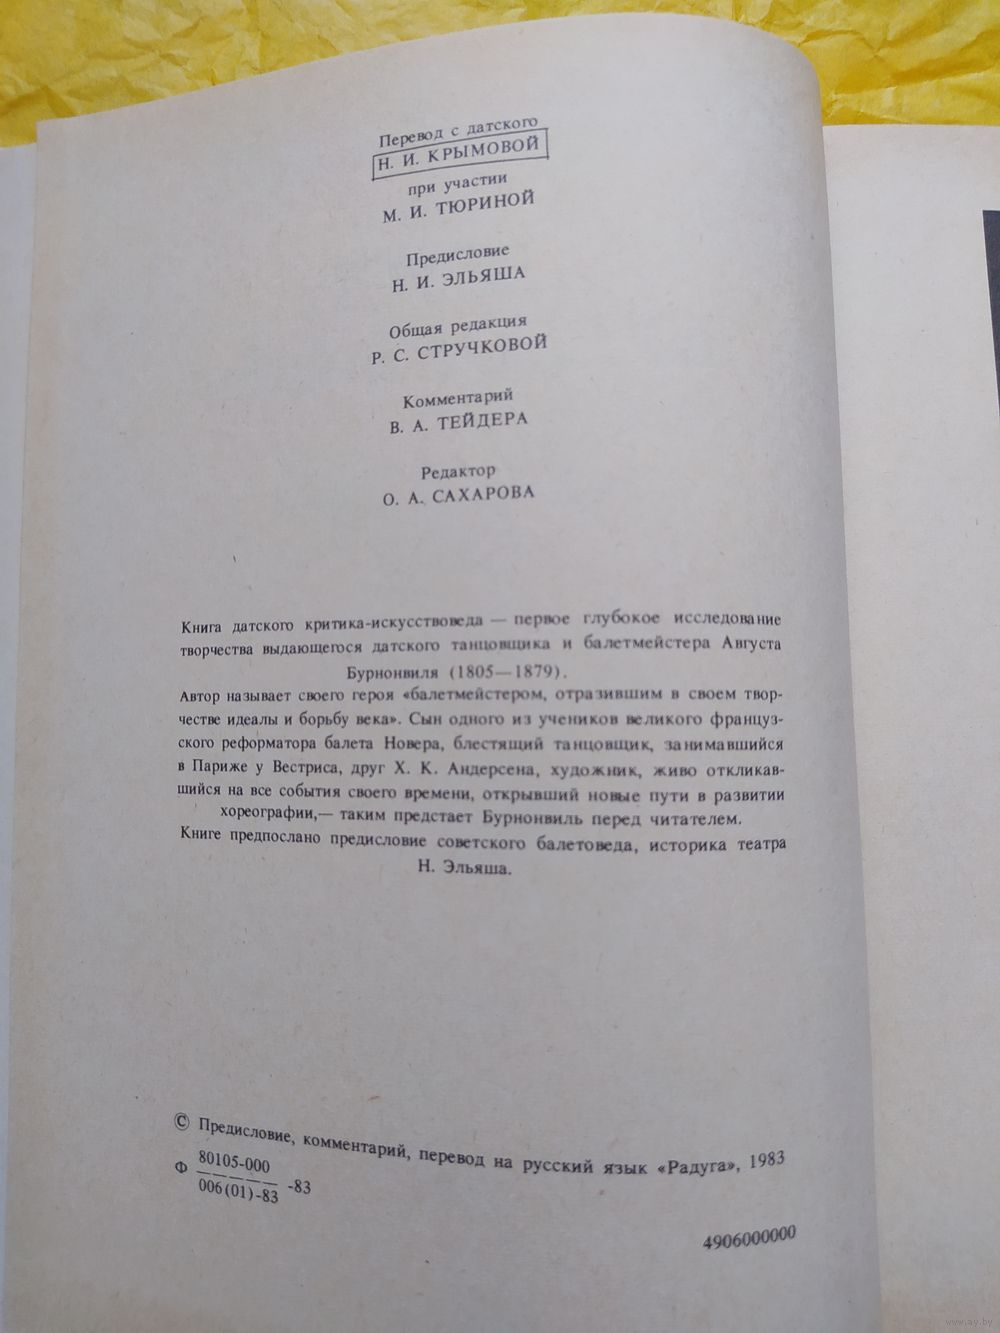 Перевод с датского
Н. И. КРЫМОВОЙ
при участии
М. И. ТЮРИНОЙ
Предисловие
Н. И. ЭЛЬЯША
Общая редакция
Р. С. СТРУЧКОВОЙ
Комментарий
В. А. ТЕЙДЕРА
Редактор
О. А. САХАРОВА
Книга датского критика-искусствоведа — первое глубокое исследование
творчества выдающегося датского танцовщика и балетмейстера Августа
Бурнонвиля (1805—1879).
Автор называет своего героя «балетмейстером, отразившим в своем твор-
честве идеалы и борьбу века». Сын одного из учеников великого француз-
ского реформатора балета Новера, блестящий танцовщик, занимавшийся
в Париже у Вестриса, друг Х. К. Андерсена, художник, живо откликав-
шийся на все события своего времени, открывший новые пути в развитии
хореографии,— таким предстает Бурнонвиль перед читателем.
Книге предпослано предисловие советского балетоведа, историка театра
Н. Эльяша.
© Предисловие, комментарий, перевод на русский язык «Радуга», 1983
80105-000
Ф ————— -83
006(01)-83
4906000000
www.ay.by